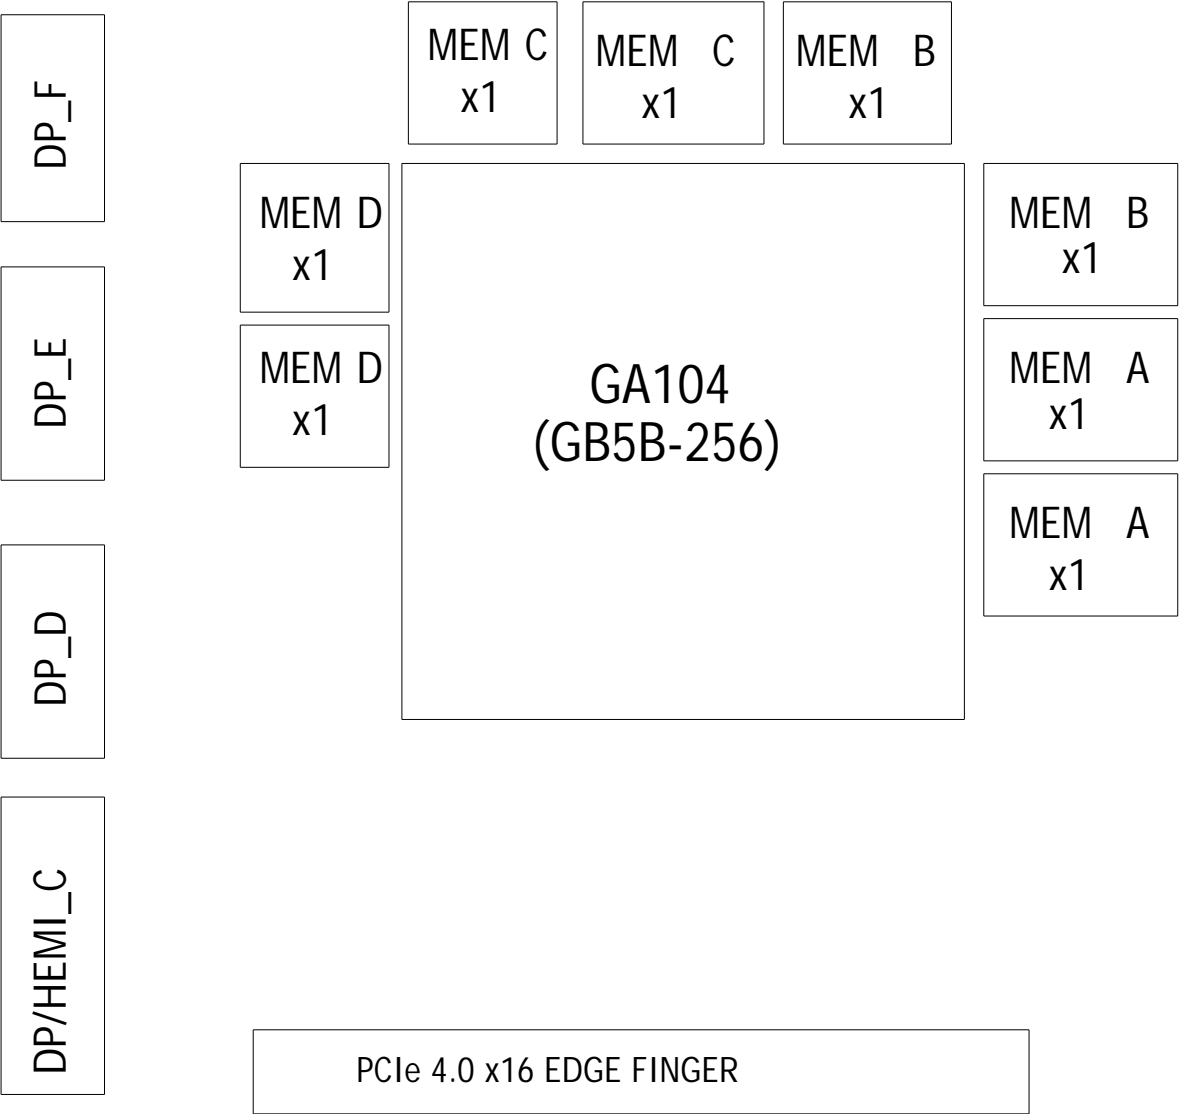 DP_F
MEM C
x1
MEM C
x1
MEM B
x1
MEM D
x1
MEM B
x1
DP_E
MEM D
x1
GA104
(GB5B-256)
MEM A
x1
MEM A
x1
DP_D
DP/HEMI_C
PCIe 4.0 x16 EDGE FINGER